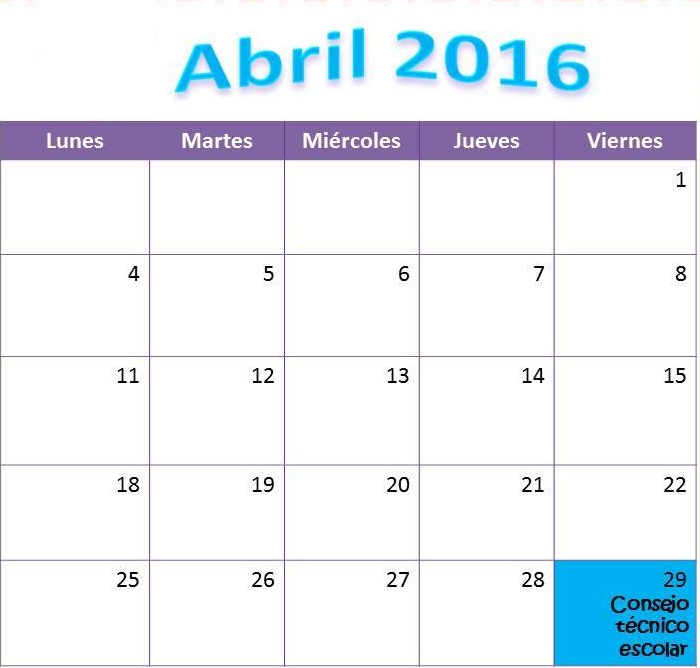 Abril 2016
Lunes Martes Miércoles Jueves Viernes
1
4 5 6 7 8
11 12 13 14 15
18 19 20 21 22
25 26 27 28 29
Consejo
técnico
escolar